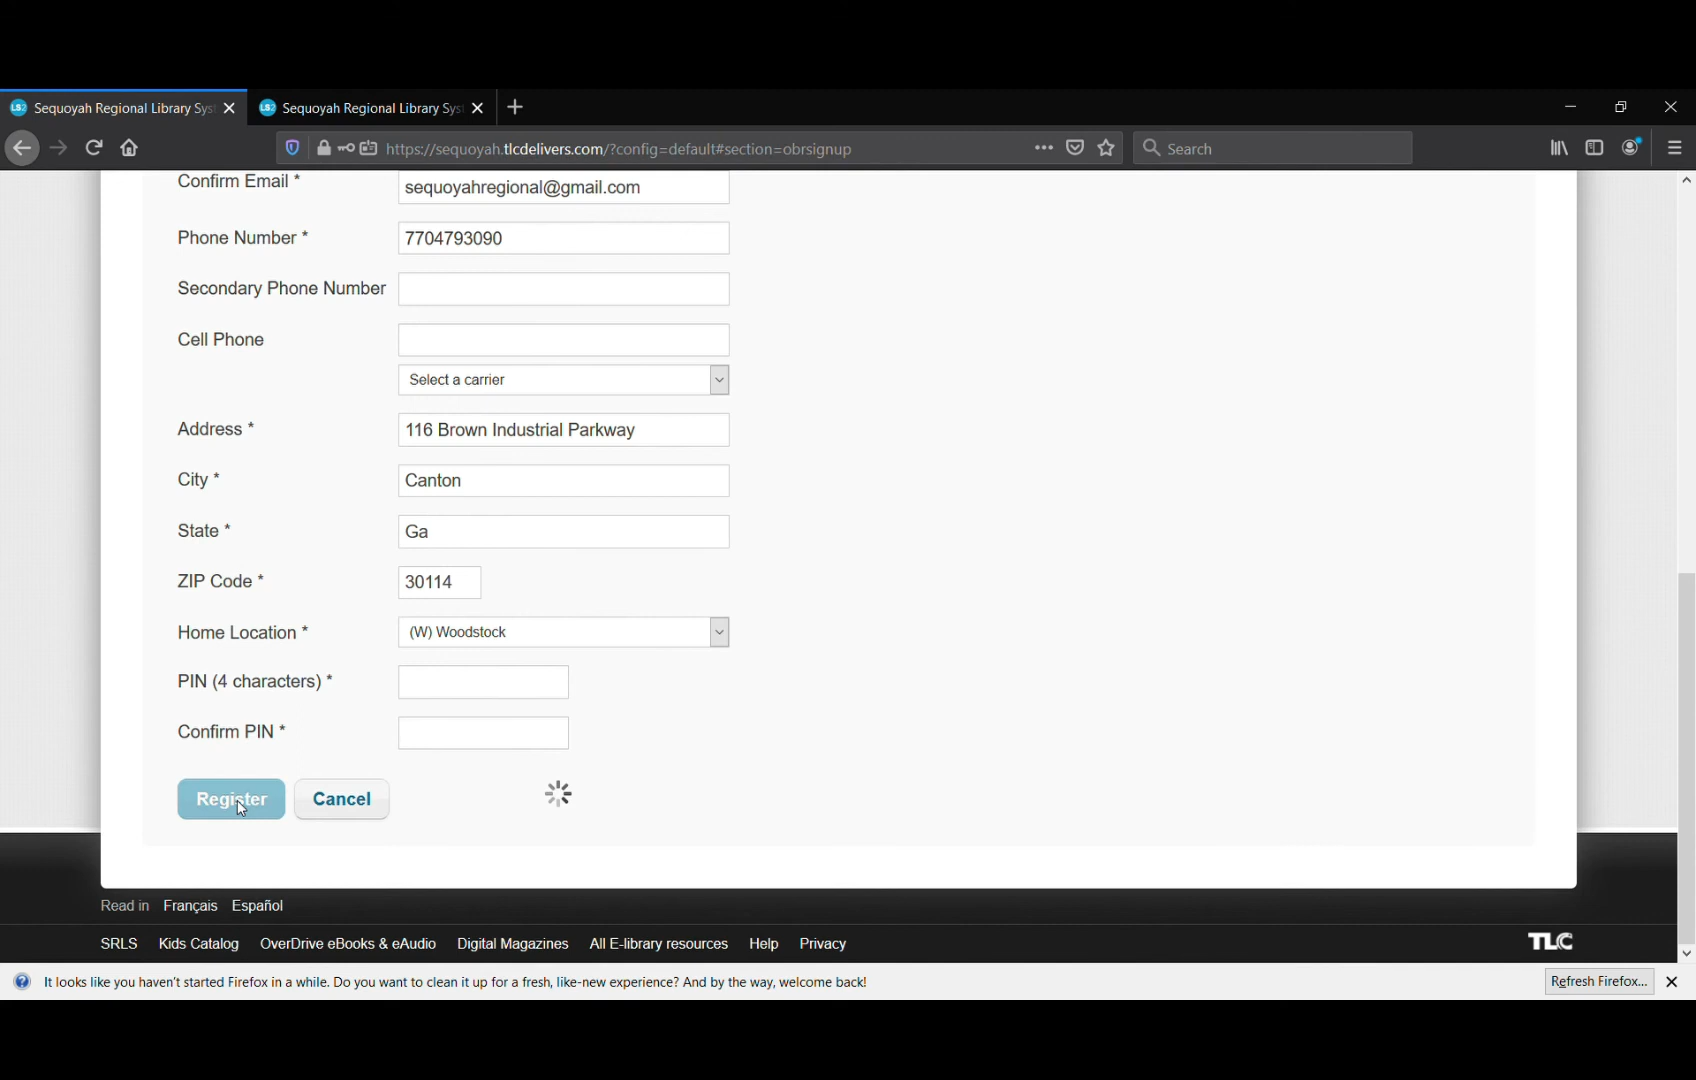 Sequoyah Regional Library Sys
Sequoyah Regional Library Sys
https://sequoyah.tlcdelivers.com/?config=default#section=obrsignup
Search
Confirm Email *
sequoyahregional@gmail.com
Phone Number *
7704793090
Secondary Phone Number
Cell Phone
Select a carrier
Address *
116 Brown Industrial Parkway
City *
Canton
State *
Ga
ZIP Code *
30114
Home Location *
(W) Woodstock
PIN (4 characters) *
Confirm PIN *
Register Cancel
Read in Français Español
SRLS Kids Catalog OverDrive eBooks & eAudio Digital Magazines All E-library resources Help Privacy
TLC
It looks like you haven't started Firefox in a while. Do you want to clean it up for a fresh, like-new experience? And by the way, welcome back!
Refresh Firefox...